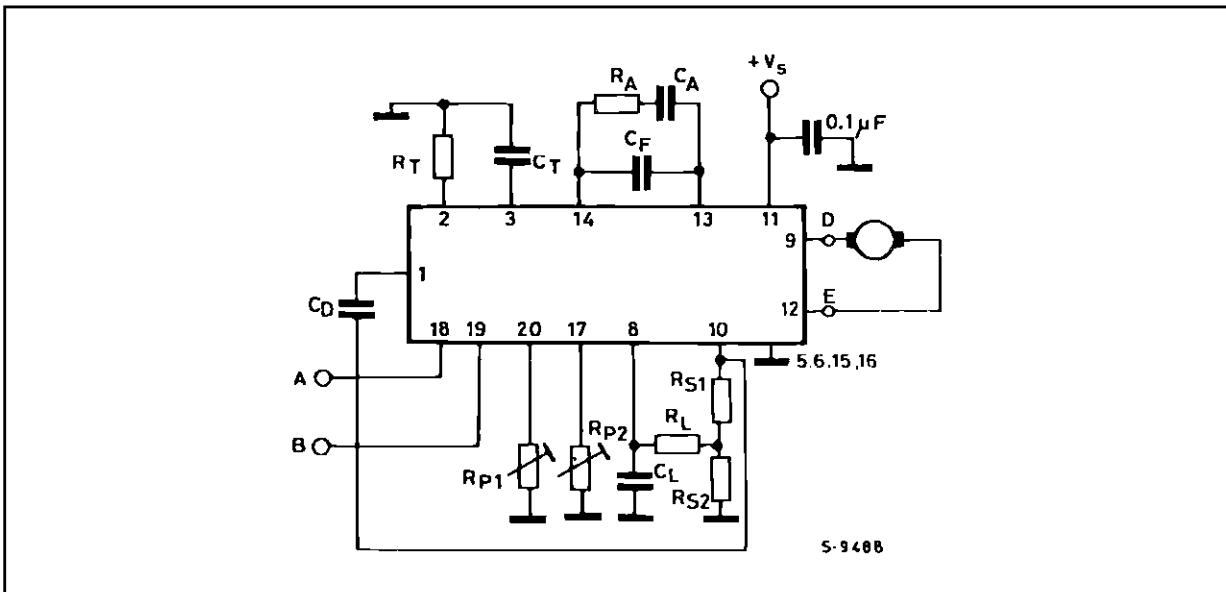 +VS
RA CA
0.1µF
CF
RT CT
2 3 14 13 11
9 D
1
CD
12 E
18 19 20 17 8 10
5.6.15,16
A
RS1
RL
RP2
B
RP1 CL
RS2
S-9488